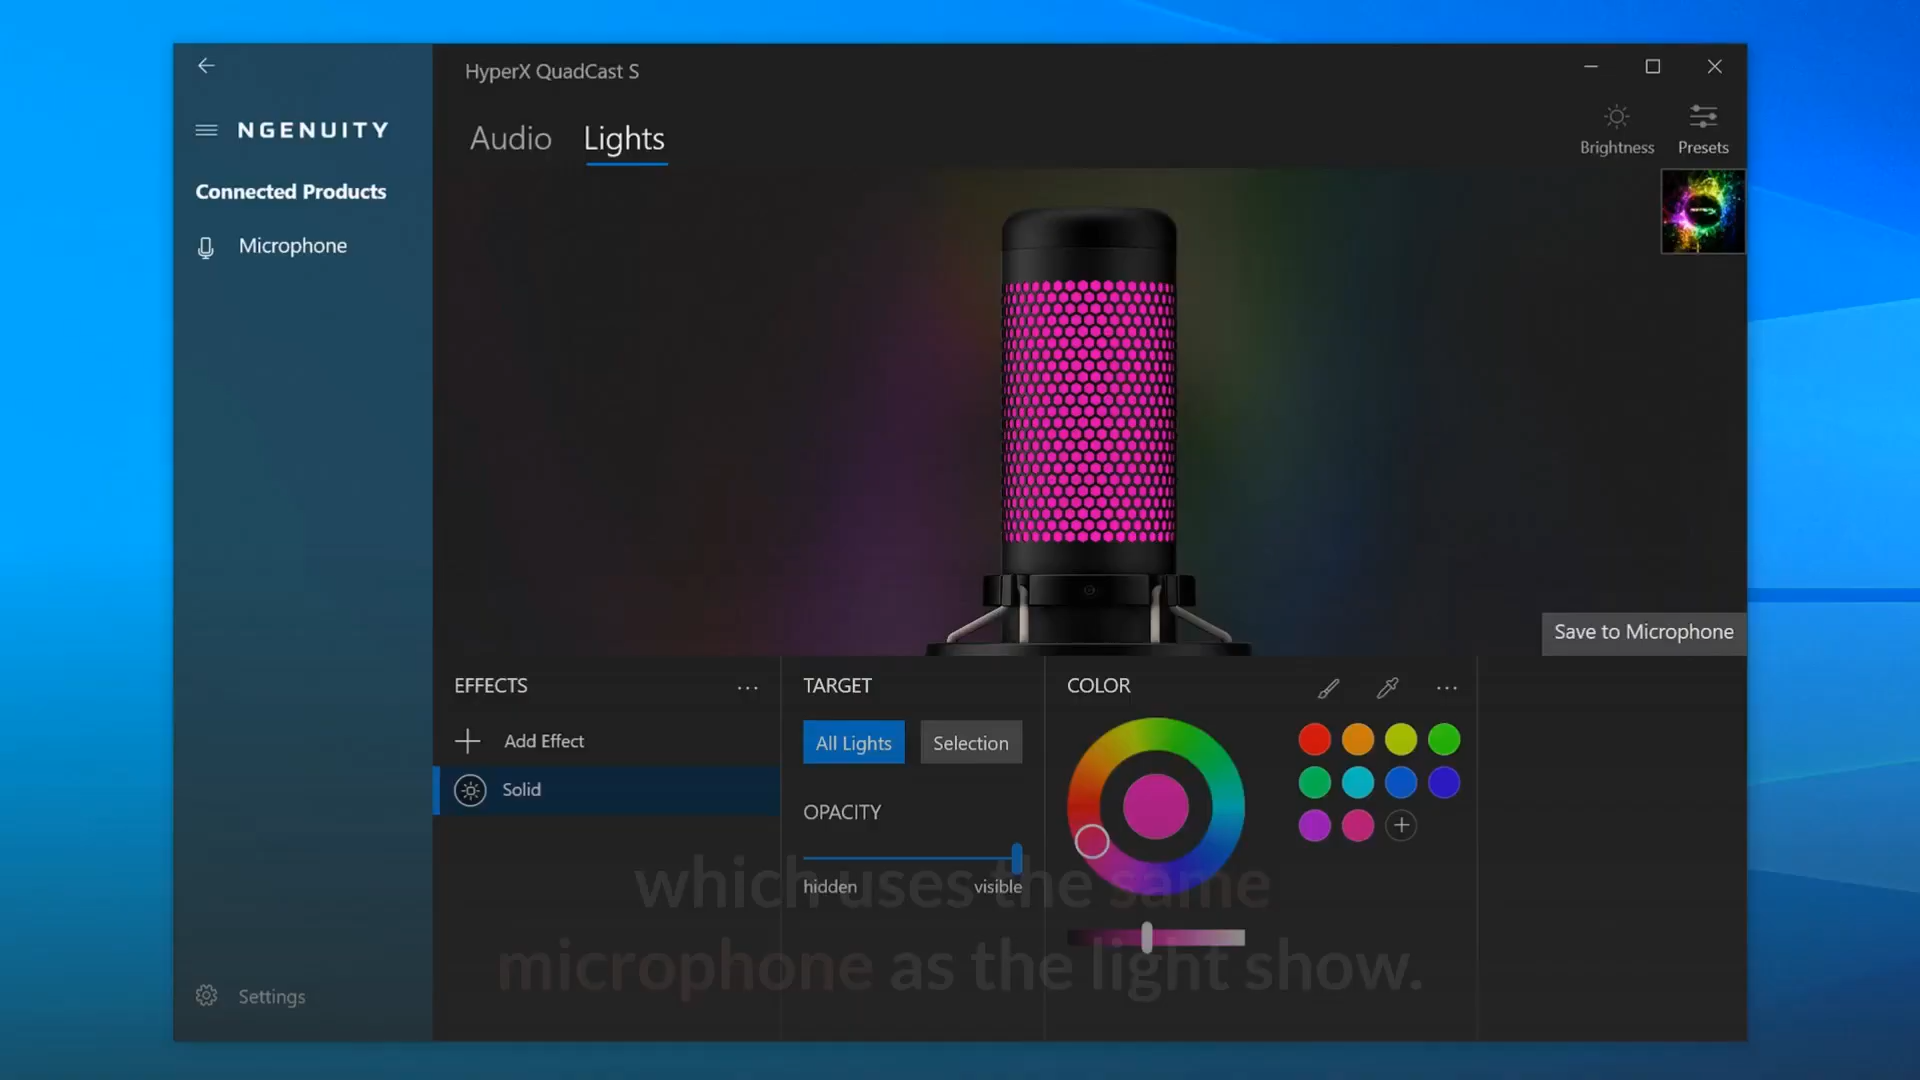 HyperX QuadCast S
NGENUITY
Audio Lights
Brightness Presets
Connected Products
Microphone
Save to Microphone
EFFECTS
Add Effect
Solid
TARGET
All Lights Selection
OPACITY
hidden visible
COLOR
which uses the same
microphone as the light show.
Settings